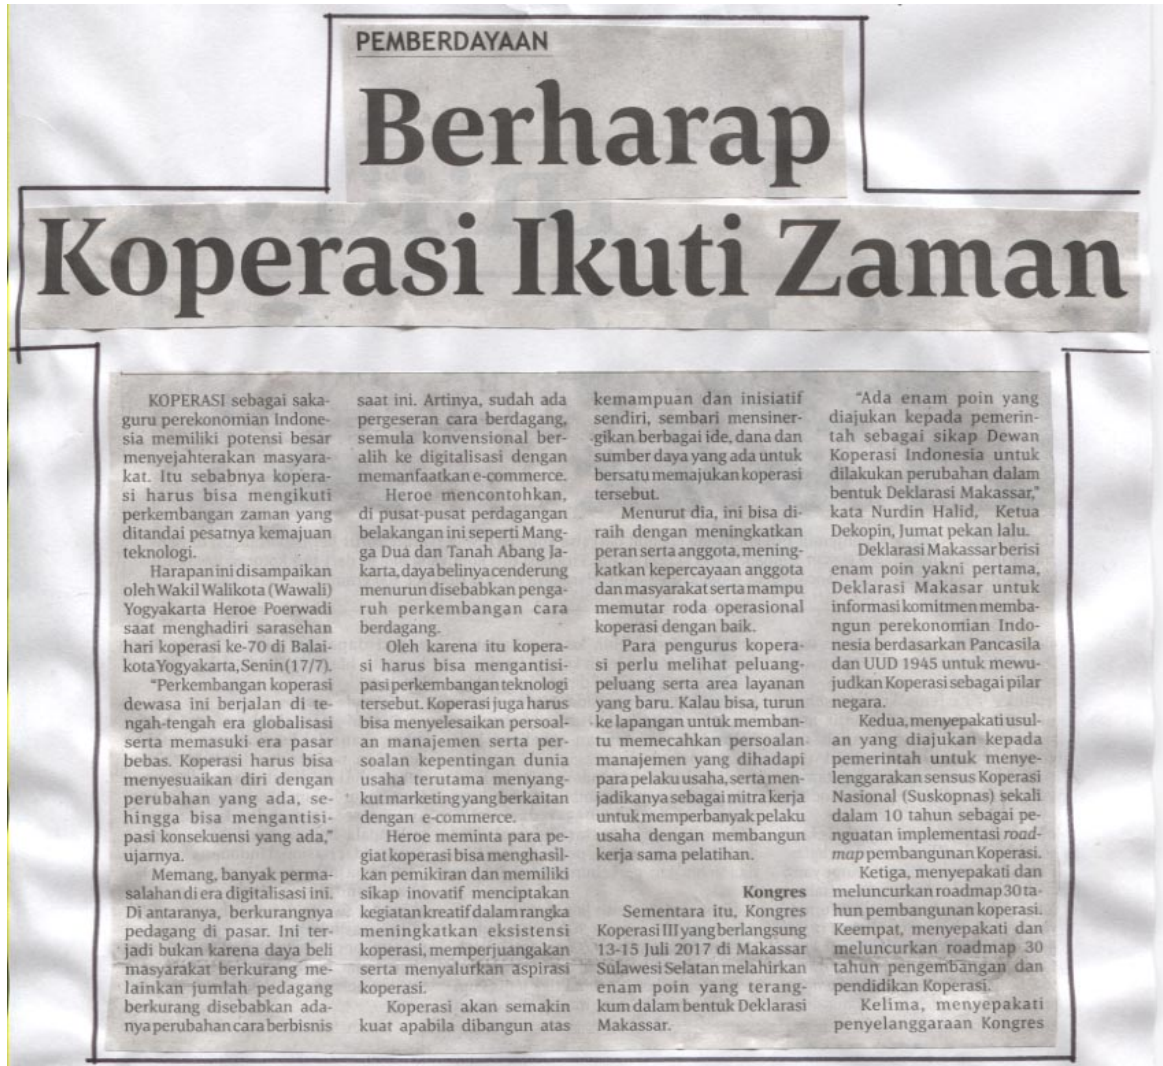 PEMBERDAYAAN
Berharap
Koperasi Ikuti Zaman
KOPERASI sebagai saka-
guru perekonomian Indone-
sia memiliki potensi besar
menyejahterakan masyara-
kat. Itu sebabnya kopera-
si harus bisa mengikuti
perkembangan zaman yang
ditandai pesatnya kemajuan
teknologi.
Harapan ini disampaikan
oleh Wakil Walikota (Wawali)
Yogyakarta Heroe Poerwadi
saat menghadiri sarasehan
hari koperasi ke-70 di Balai-
kota Yogyakarta, Senin (17/7).
"Perkembangan koperasi
dewasa ini berjalan di te-
ngah-tengah era globalisasi
serta memasuki era pasar
bebas. Koperasi harus bisa
menyesuaikan diri dengan
perubahan yang ada, se-
hingga bisa mengantisi-
pasi konsekuensi yang ada,"
ujarnya.
Memang, banyak perma-
salahan di era digitalisasi ini.
Di antaranya, berkurangnya
pedagang di pasar. Ini ter-
jadi bukan karena daya beli
masyarakat berkurang me-
lainkan jumlah pedagang
berkurang disebabkan ada-
nya perubahan cara berbisnis
saat ini. Artinya, sudah ada
pergeseran cara berdagang,
semula konvensional ber-
alih ke digitalisasi dengan
memanfaatkan e-commerce.
Heroe mencontohkan,
di pusat-pusat perdagangan
belakangan ini seperti Mang-
ga Dua dan Tanah Abang Ja-
karta, daya belinya cenderung
menurun disebabkan penga-
ruh perkembangan cara
berdagang.
Oleh karena itu kopera-
si harus bisa mengantisi-
pasi perkembangan teknologi
tersebut. Koperasi juga harus
bisa menyelesaikan persoal-
an manajemen serta per-
soalan kepentingan dunia
usaha terutama menyang-
kut marketing yang berkaitan
dengan e-commerce.
Heroe meminta para pe-
giat koperasi bisa menghasil-
kan pemikiran dan memiliki
sikap inovatif menciptakan
kegiatan kreatif dalam rangka
meningkatkan eksistensi
koperasi, memperjuangakan
serta menyalurkan aspirasi
koperasi.
Koperasi akan semakin
kuat apabila dibangun atas
kemampuan dan inisiatif
sendiri, sembari mensiner-
gikan berbagai ide, dana dan
sumber daya yang ada untuk
bersatu memajukan koperasi
tersebut.
Menurut dia, ini bisa di-
raih dengan meningkatkan
peran serta anggota, mening-
katkan kepercayaan anggota
dan masyarakat serta mampu
memutar roda operasional
koperasi dengan baik.
Para pengurus kopera-
si perlu melihat peluang-
peluang serta area layanan
yang baru. Kalau bisa, turun
ke lapangan untuk memban-
tu memecahkan persoalan
manajemen yang dihadapi
para pelaku usaha, serta men-
jadikanya sebagai mitra kerja
untuk memperbanyak pelaku
usaha dengan membangun
kerja sama pelatihan.
Kongres
Sementara itu, Kongres
Koperasi III yang berlangsung
13-15 Juli 2017 di Makassar
Sulawesi Selatan melahirkan
enam poin yang terang-
kum dalam bentuk Deklarasi
Makassar.
"Ada enam poin yang
diajukan kepada pemerin-
tah sebagai sikap Dewan
Koperasi Indonesia untuk
dilakukan perubahan dalam
bentuk Deklarasi Makassar,"
kata Nurdin Halid, Ketua
Dekopin, Jumat pekan lalu.
Deklarasi Makassar berisi
enam poin yakni pertama,
Deklarasi Makasar untuk
informasi komitmen memba-
ngun perekonomian Indo-
nesia berdasarkan Pancasila
dan UUD 1945 untuk mewu-
judkan Koperasi sebagai pilar
negara.
Kedua, menyepakati usul-
an yang diajukan kepada
pemerintah untuk menye-
lenggarakan sensus Koperasi
Nasional (Suskopnas) sekali
dalam 10 tahun sebagai pe-
nguatan implementasi road-
map pembangunan Koperasi.
Ketiga, menyepakati dan
meluncurkan roadmap 30 ta-
hun pembangunan koperasi.
Keempat, menyepakati dan
meluncurkan roadmap 30
tahun pengembangan dan
pendidikan Koperasi.
Kelima, menyepakati
penyelanggaraan Kongres